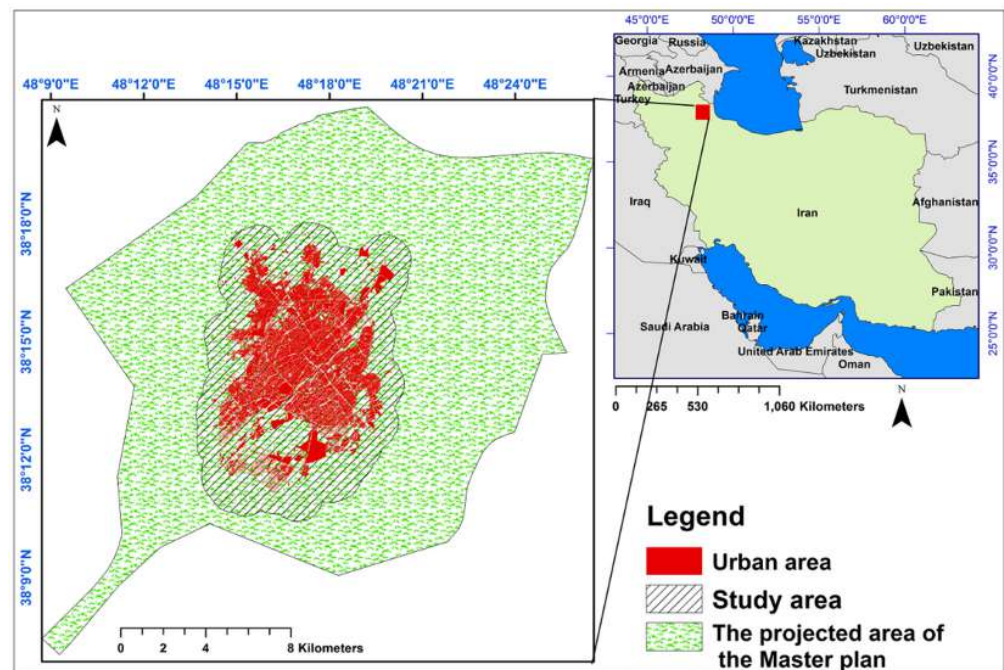 48°9'0"E 48°12'0"E 48°15'0"E 48°18'0"E 48°21'0"E 48°24'0"E
N
38°18'0"N
38°15'0"N
38°12'0"N
38°9'0"N
0 2 4 8 Kilometers
45°0'0"E 50°0'0"E 55°0'0"E 60°0'0"E
Georgia Russia Kazakhstan Uzbekistan
Uzbekistan
Armenia Azerbaijan
Azerbaijan
Turkey
Turkmenistan
Iraq
Iran
Afghanistan
Kuwait
Pakistan
Saudi Arabia
Bahrain
Qatar
United Arab Emirates
Oman
40°0'0"N
35°0'0"N
30°0'0"N
25°0'0"N
0 265 530 1,060 Kilometers
N
Legend
Urban area
Study area
The projected area of
the Master plan